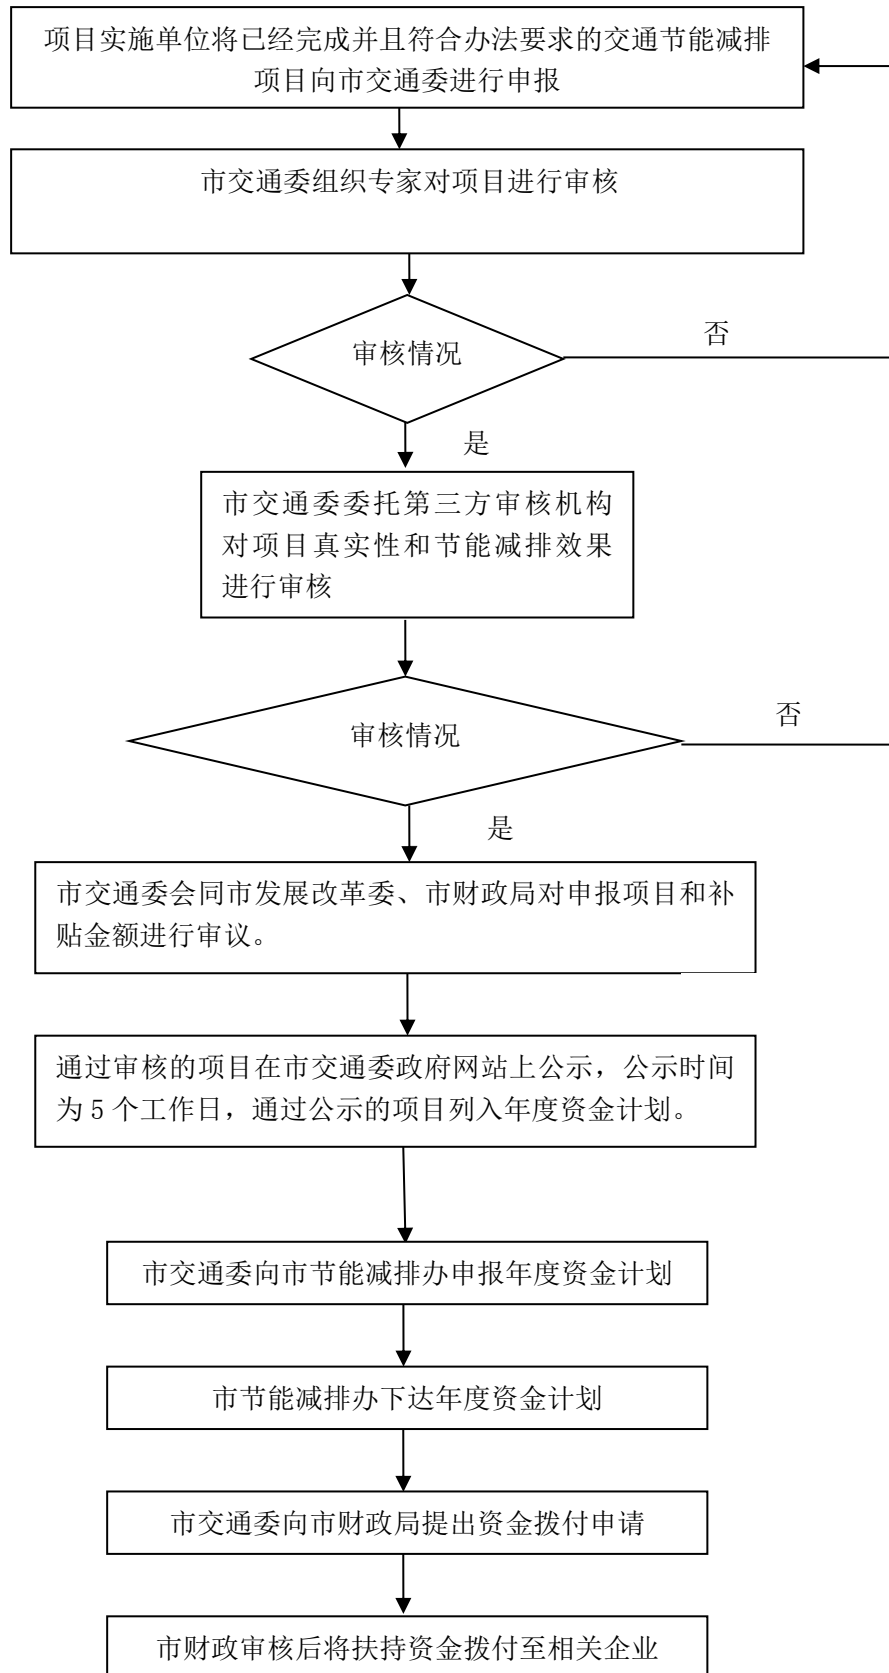 项目实施单位将已经完成并且符合办法要求的交通节能减排
项目向市交通委进行申报
市交通委组织专家对项目进行审核
审核情况
否
是
市交通委委托第三方审核机构
对项目真实性和节能减排效果
进行审核
审核情况
否
是
市交通委会同市发展改革委、市财政局对申报项目和补
贴金额进行审议。
通过审核的项目在市交通委政府网站上公示，公示时间
为 5 个工作日，通过公示的项目列入年度资金计划。
市交通委向市节能减排办申报年度资金计划
市节能减排办下达年度资金计划
市交通委向市财政局提出资金拨付申请
市财政审核后将扶持资金拨付至相关企业